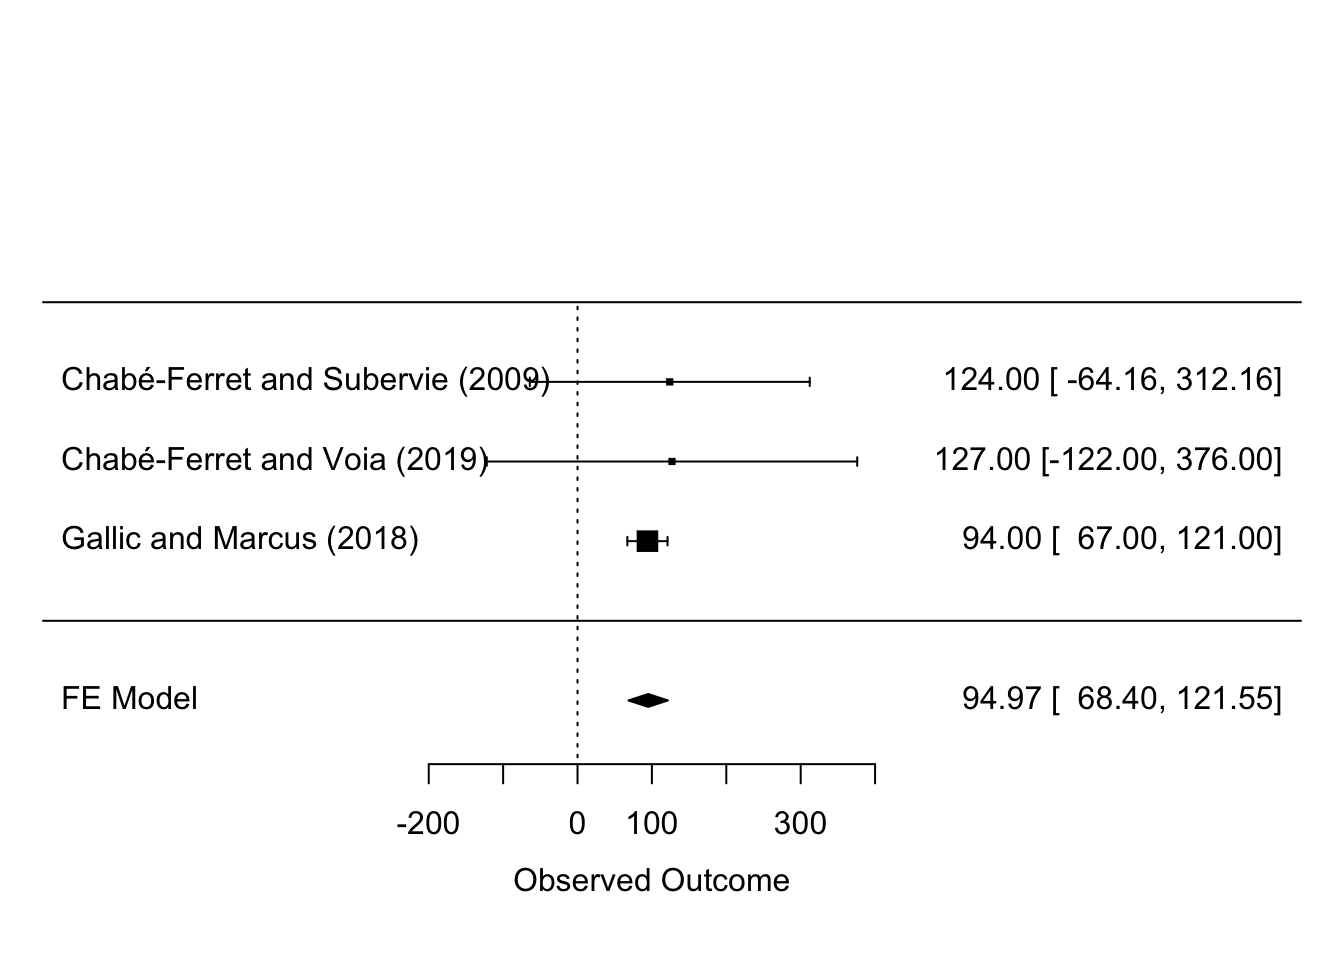 Chabé-Ferret and Subervie (2009) 124.00 [ -64.16, 312.16]
Chabé-Ferret and Voia (2019) 127.00 [-122.00, 376.00]
Gallic and Marcus (2018) 94.00 [ 67.00, 121.00]
FE Model 94.97 [ 68.40, 121.55]
-200 0 100 300
Observed Outcome